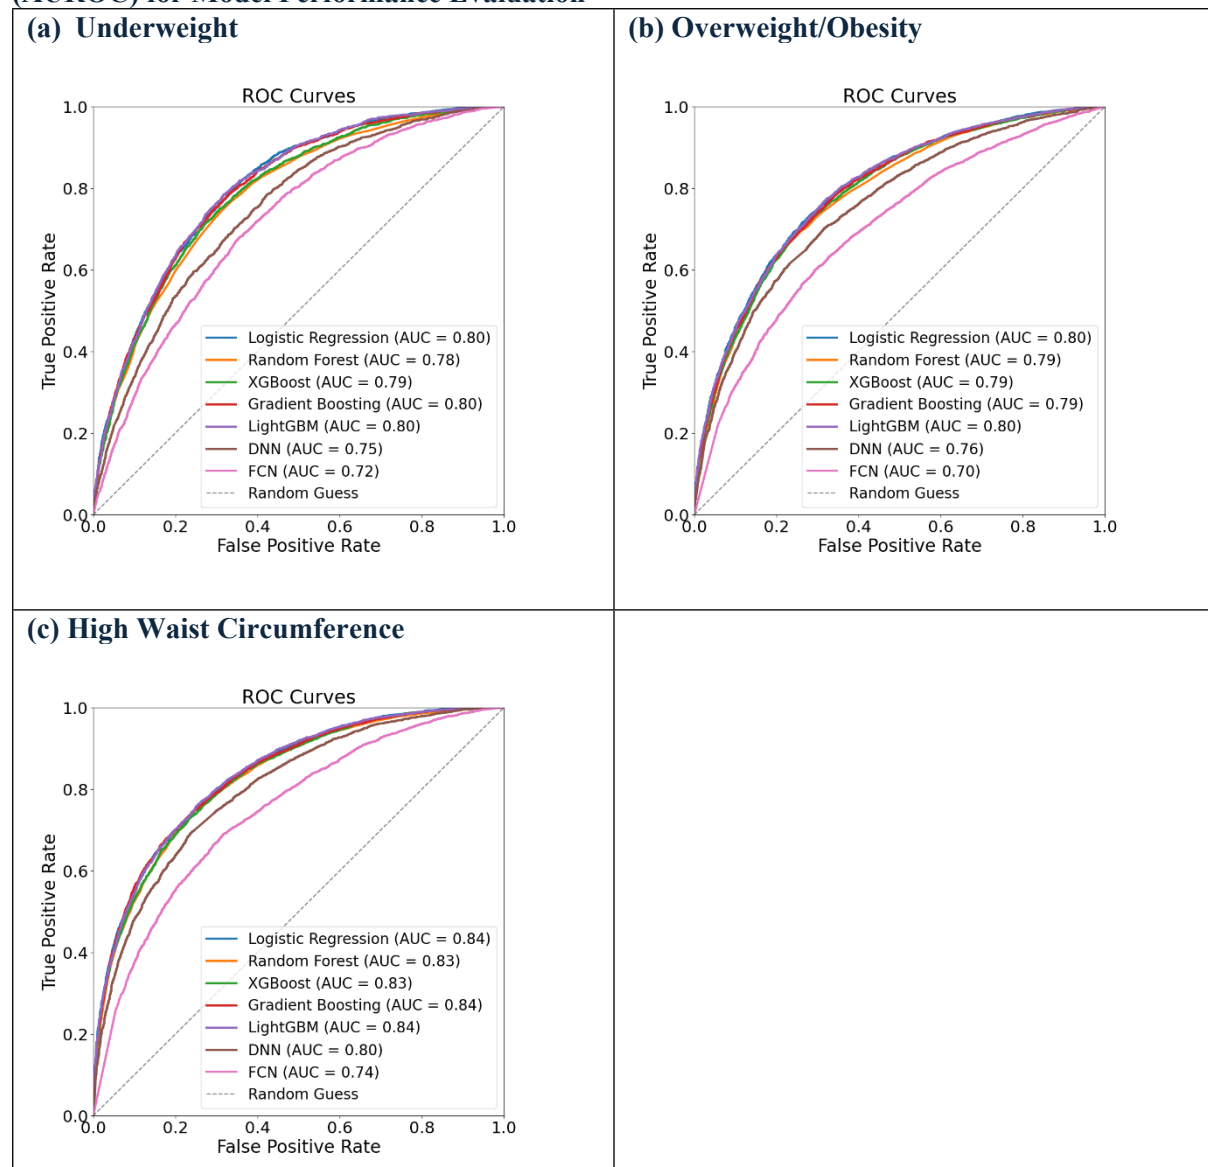 (AUROC) for Model Performance Evaluation
(a) Underweight
ROC Curves
True Positive Rate
1.0
0.8
0.6
0.4
0.2
0.0
Logistic Regression (AUC = 0.80)
Random Forest (AUC = 0.78)
XGBoost (AUC = 0.79)
Gradient Boosting (AUC = 0.80)
LightGBM (AUC = 0.80)
DNN (AUC = 0.75)
FCN (AUC = 0.72)
Random Guess
0.0 0.2 0.4 0.6 0.8 1.0
False Positive Rate
(b) Overweight/Obesity
ROC Curves
True Positive Rate
1.0
0.8
0.6
0.4
0.2
0.0
Logistic Regression (AUC = 0.80)
Random Forest (AUC = 0.79)
XGBoost (AUC = 0.79)
Gradient Boosting (AUC = 0.79)
LightGBM (AUC = 0.80)
DNN (AUC = 0.76)
FCN (AUC = 0.70)
Random Guess
0.0 0.2 0.4 0.6 0.8 1.0
False Positive Rate
(c) High Waist Circumference
ROC Curves
True Positive Rate
1.0
0.8
0.6
0.4
0.2
0.0
Logistic Regression (AUC = 0.84)
Random Forest (AUC = 0.83)
XGBoost (AUC = 0.83)
Gradient Boosting (AUC = 0.84)
LightGBM (AUC = 0.84)
DNN (AUC = 0.80)
FCN (AUC = 0.74)
Random Guess
0.0 0.2 0.4 0.6 0.8 1.0
False Positive Rate